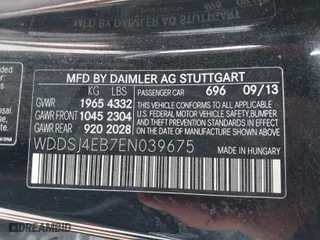 MFD BY DAIMLER AG STUTTGART
KG LBS PASSENGER CAR 696 09/13
GVWR 1965 4332
GAWR FRONT 1045 2304
GAWR REAR 920 2028
THIS VEHICLE CONFORMS TO ALL APPLICABLE
U.S. FEDERAL MOTOR VEHICLE SAFETY,
BUMPER, AND THEFT PREVENTION
STANDARDS IN EFFECT ON THE DATE OF
MANUFACTURE SHOWN ABOVE.
WDDSJ4EB7EN039675 MADE IN HUNGARY
DREAMBID